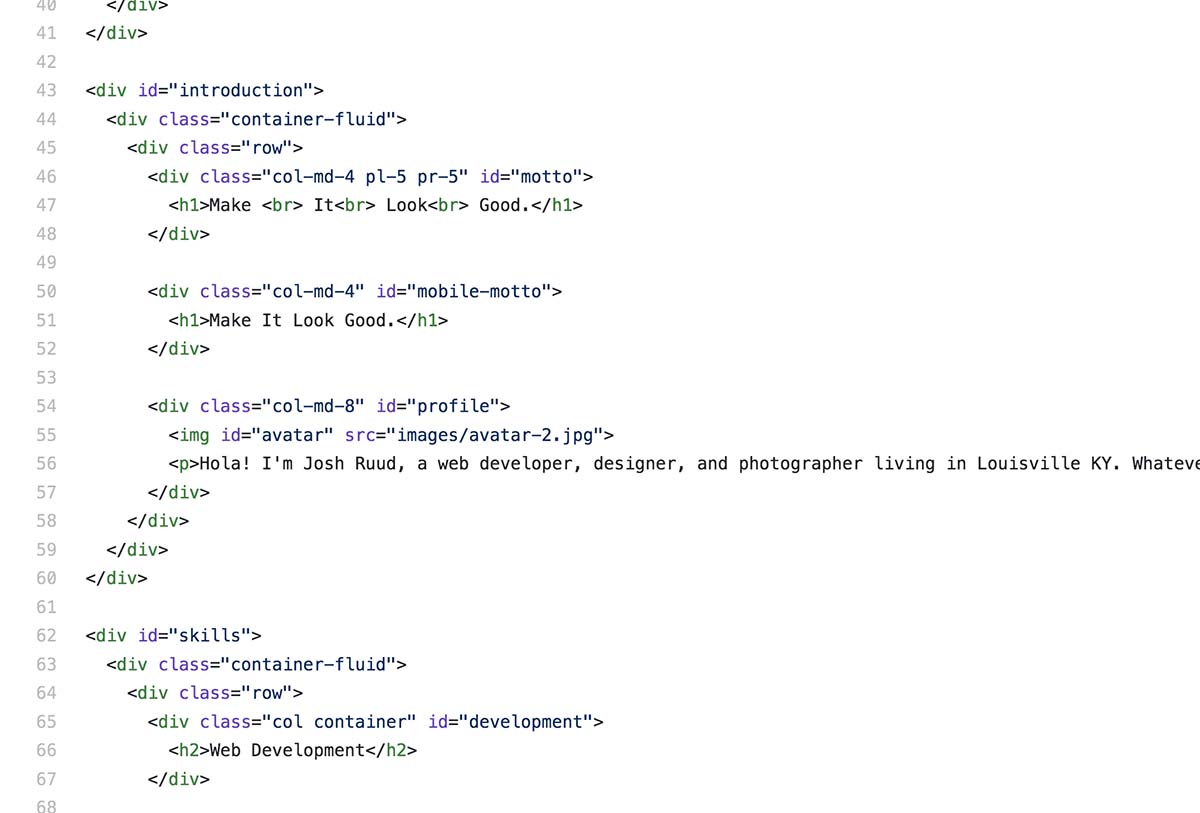 40 </div>
41 </div>
42
43 <div id="introduction">
44 <div class="container-fluid">
45 <div class="row">
46 <div class="col-md-4 pl-5 pr-5" id="motto">
47 <h1>Make <br> It<br> Look<br> Good.</h1>
48 </div>
49
50 <div class="col-md-4" id="mobile-motto">
51 <h1>Make It Look Good.</h1>
52 </div>
53
54 <div class="col-md-8" id="profile">
55 <img id="avatar" src="images/avatar-2.jpg">
56 <p>Hola! I'm Josh Ruud, a web developer, designer, and photographer living in Louisville KY. Whateve
57 </div>
58 </div>
59 </div>
60 </div>
61
62 <div id="skills">
63 <div class="container-fluid">
64 <div class="row">
65 <div class="col container" id="development">
66 <h2>Web Development</h2>
67 </div>
68